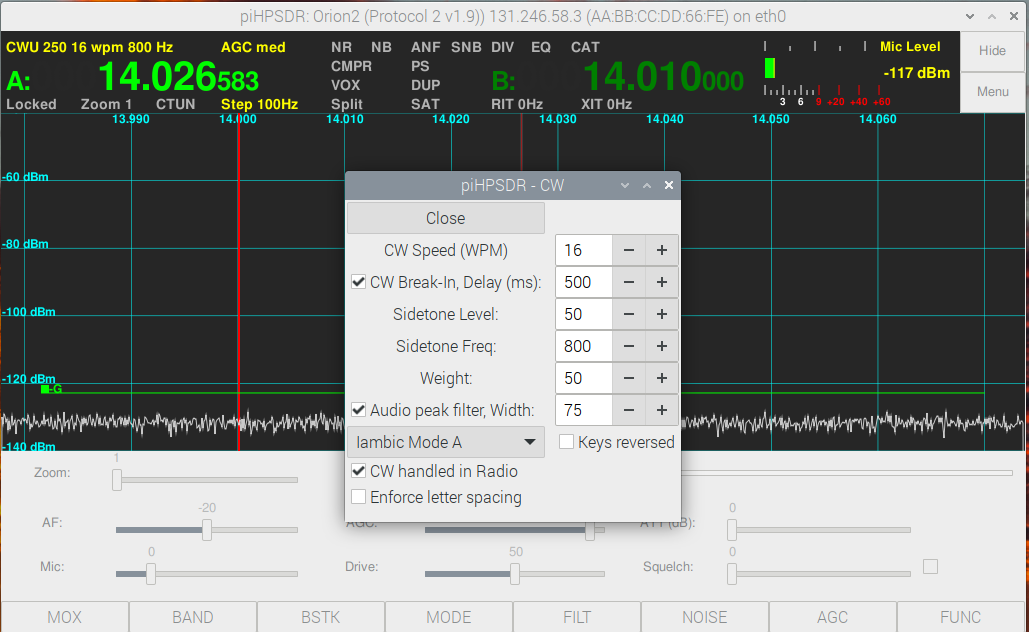 piHPSDR: Orion2 (Protocol 2 v1.9)) 131.246.58.3 (AA:BB:CC:DD:66:FE) on eth0
CWU 250 16 wpm 800 Hz AGC med NR NB ANF SNB DIV EQ CAT Mic Level Hide
A: 14.026583 CMPR PS B: 14.010000 -117 dBm
VOX DUP Menu
Locked Zoom 1 CTUN Step 100Hz Split SAT RIT 0Hz XIT 0Hz 3 6 9 +20 +40 +60
13.990 14.000 14.010 14.020 14.030 14.040 14.050 14.060
-60 dBm
-80 dBm
-100 dBm
-120 dBm
-G
-140 dBm
piHPSDR - CW
Close
CW Speed (WPM) 16 − +
CW Break-In, Delay (ms): 500 − +
Sidetone Level: 50 − +
Sidetone Freq: 800 − +
Weight: 50 − +
Audio peak filter, Width: 75 − +
Iambic Mode A Keys reversed
CW handled in Radio
Enforce letter spacing
Zoom: 1
AF: -20 AGC: ATT (dB): 0
Mic: 0 Drive: 50 Squelch: 0
MOX BAND BSTK MODE FILT NOISE AGC FUNC